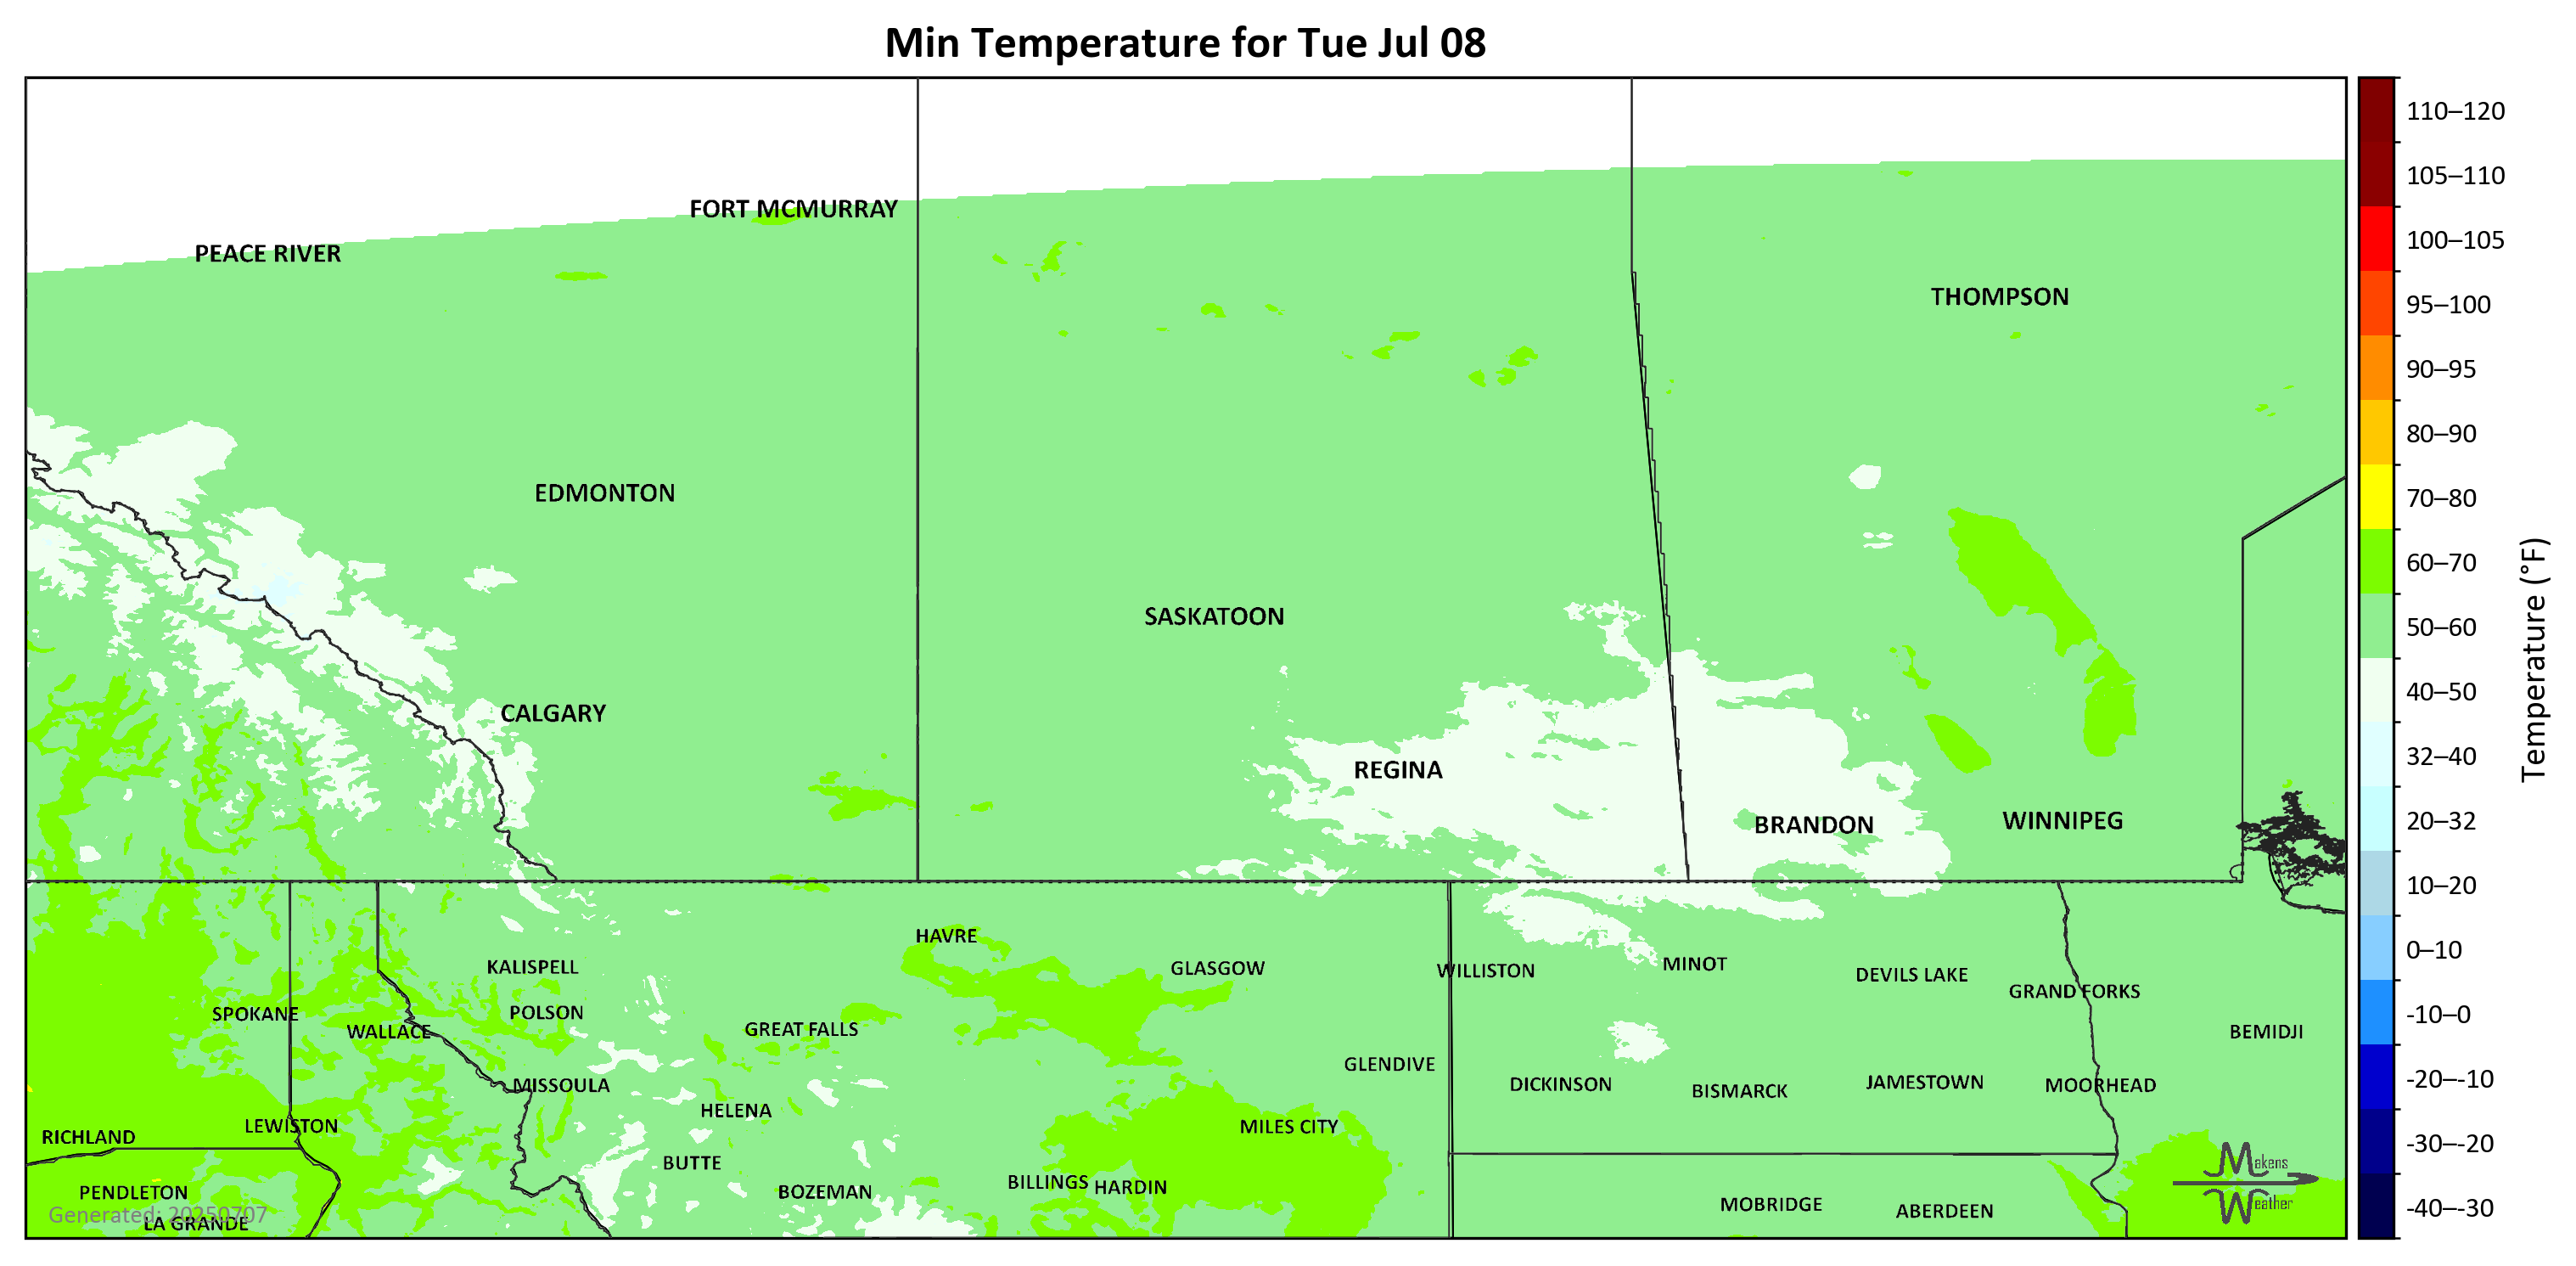 Min Temperature for Tue Jul 08
FORT MCMURRAY
PEACE RIVER
THOMPSON
EDMONTON
SASKATOON
CALGARY
REGINA
BRANDON
WINNIPEG
HAVRE
KALISPELL
GLASGOW
WILLISTON
MINOT
DEVILS LAKE
GRAND FORKS
SPOKANE
POLSON
WALLACE
GREAT FALLS
BEMIDJI
GLENDIVE
MISSOULA
DICKINSON
BISMARCK
JAMESTOWN
MOORHEAD
HELENA
LEWISTON
MILES CITY
RICHLAND
BUTTE
BILLINGS
HARDIN
PENDLETON
BOZEMAN
MOBRIDGE
ABERDEEN
Generated: 20250707
LA GRANDE
Makens
Weather
110–120
105–110
100–105
95–100
90–95
80–90
70–80
60–70
50–60
40–50
32–40
20–32
10–20
0–10
-10–0
-20–-10
-30–-20
-40–-30
Temperature (°F)